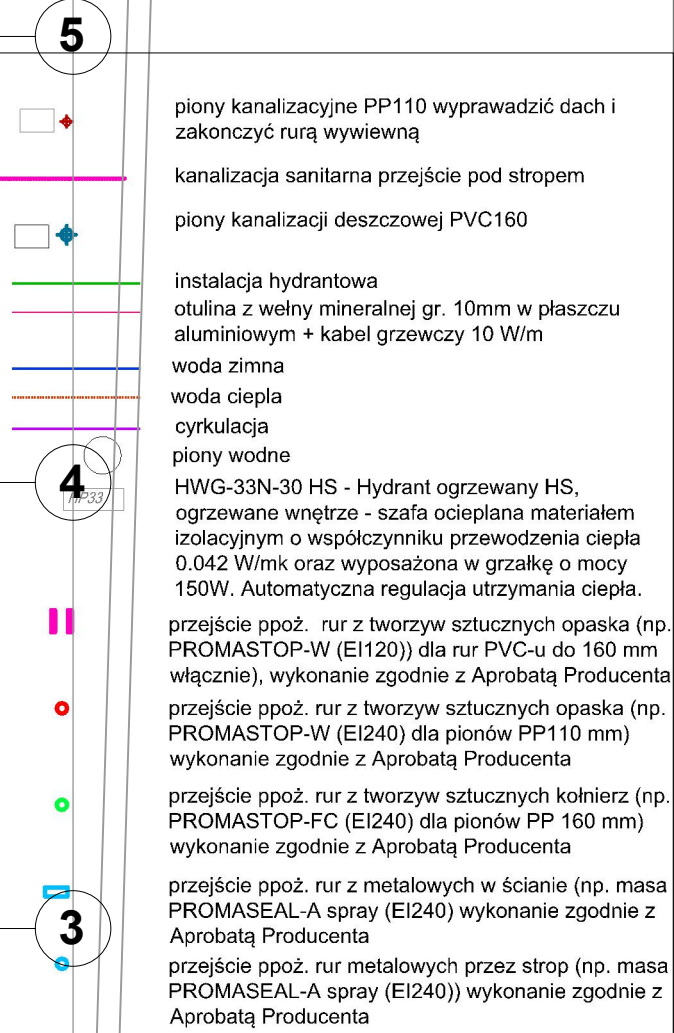 5
piony kanalizacyjne PP110 wyprawadzić dach i
zakonczyć rurą wywiewną
kanalizacja sanitarna przejście pod stropem
piony kanalizacji deszczowej PVC160
instalacja hydrantowa
otulina z wełny mineralnej gr. 10mm w płaszczu
aluminiowym + kabel grzewczy 10 W/m
woda zimna
woda ciepla
cyrkulacja
piony wodne
4
HP33
HWG-33N-30 HS - Hydrant ogrzewany HS,
ogrzewane wnętrze - szafa ocieplana materiałem
izolacyjnym o współczynniku przewodzenia ciepła
0.042 W/mk oraz wyposażona w grzałkę o mocy
150W. Automatyczna regulacja utrzymania ciepła.
przejście ppoż. rur z tworzyw sztucznych opaska (np.
PROMASTOP-W (EI120)) dla rur PVC-u do 160 mm
włącznie), wykonanie zgodnie z Aprobatą Producenta
przejście ppoż. rur z tworzyw sztucznych opaska (np.
PROMASTOP-W (EI240) dla pionów PP110 mm)
wykonanie zgodnie z Aprobatą Producenta
przejście ppoż. rur z tworzyw sztucznych kołnierz (np.
PROMASTOP-FC (EI240) dla pionów PP 160 mm)
wykonanie zgodnie z Aprobatą Producenta
przejście ppoż. rur z metalowych w ścianie (np. masa
PROMASEAL-A spray (EI240) wykonanie zgodnie z
Aprobatą Producenta
3
przejście ppoż. rur metalowych przez strop (np. masa
PROMASEAL-A spray (EI240)) wykonanie zgodnie z
Aprobatą Producenta